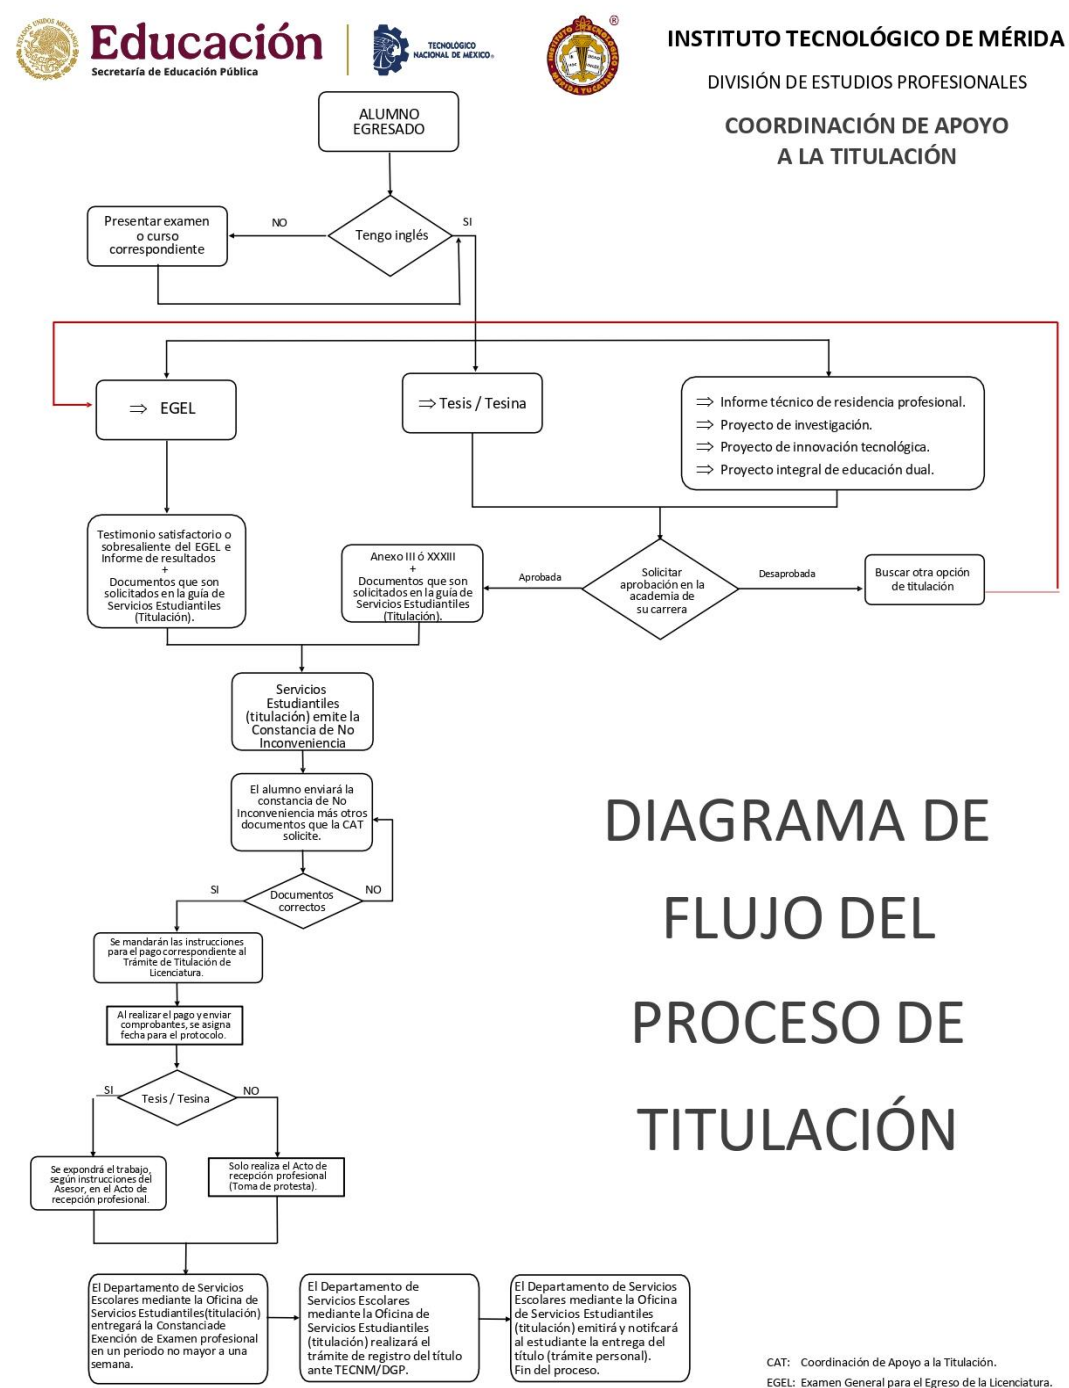 ESTADOS UNIDOS MEXICANOS
Educación
Secretaría de Educación Pública
TECNOLÓGICO
NACIONAL DE MÉXICO®
INSTITUTO TECNOLÓGICO
MÉRIDA YUCATÁN
®
INSTITUTO TECNOLÓGICO DE MÉRIDA
DIVISIÓN DE ESTUDIOS PROFESIONALES
COORDINACIÓN DE APOYO
A LA TITULACIÓN
ALUMNO
EGRESADO
Tengo inglés
NO
SI
Presentar examen
o curso
correspondiente
⇒ EGEL
⇒ Tesis / Tesina
⇒ Informe técnico de residencia profesional.
⇒ Proyecto de investigación.
⇒ Proyecto de innovación tecnológica.
⇒ Proyecto integral de educación dual.
Testimonio satisfactorio o
sobresaliente del EGEL e
Informe de resultados
+
Documentos que son
solicitados en la guía de
Servicios Estudiantiles
(Titulación).
Anexo III ó XXXIII
+
Documentos que son
solicitados en la guía de
Servicios Estudiantiles
(Titulación).
Aprobada
Solicitar
aprobación en la
academia de
su carrera
Desaprobada
Buscar otra opción
de titulación
Servicios
Estudiantiles
(titulación) emite la
Constancia de No
Inconveniencia
El alumno enviará la
constancia de No
Inconveniencia más otros
documentos que la CAT
solicite.
Documentos
correctos
SI
NO
Se mandarán las instrucciones
para el pago correspondiente al
Trámite de Titulación de
Licenciatura.
Al realizar el pago y enviar
comprobantes, se asigna
fecha para el protocolo.
Tesis / Tesina
SI
NO
Se expondrá el trabajo,
según instrucciones del
Asesor, en el Acto de
recepción profesional.
Solo realiza el Acto de
recepción profesional
(Toma de protesta).
El Departamento de Servicios
Escolares mediante la Oficina de
Servicios Estudiantiles(titulación)
entregará la Constanciade
Exención de Examen profesional
en un periodo no mayor a una
semana.
El Departamento de
Servicios Escolares
mediante la Oficina de
Servicios Estudiantiles
(titulación) realizará el
trámite de registro del título
ante TECNM/DGP.
El Departamento de Servicios
Escolares mediante la Oficina
de Servicios Estudiantiles
(titulación) emitirá y notifcará
al estudiante la entrega del
título (trámite personal).
Fin del proceso.
DIAGRAMA DE
FLUJO DEL
PROCESO DE
TITULACIÓN
CAT: Coordinación de Apoyo a la Titulación.
EGEL: Examen General para el Egreso de la Licenciatura.